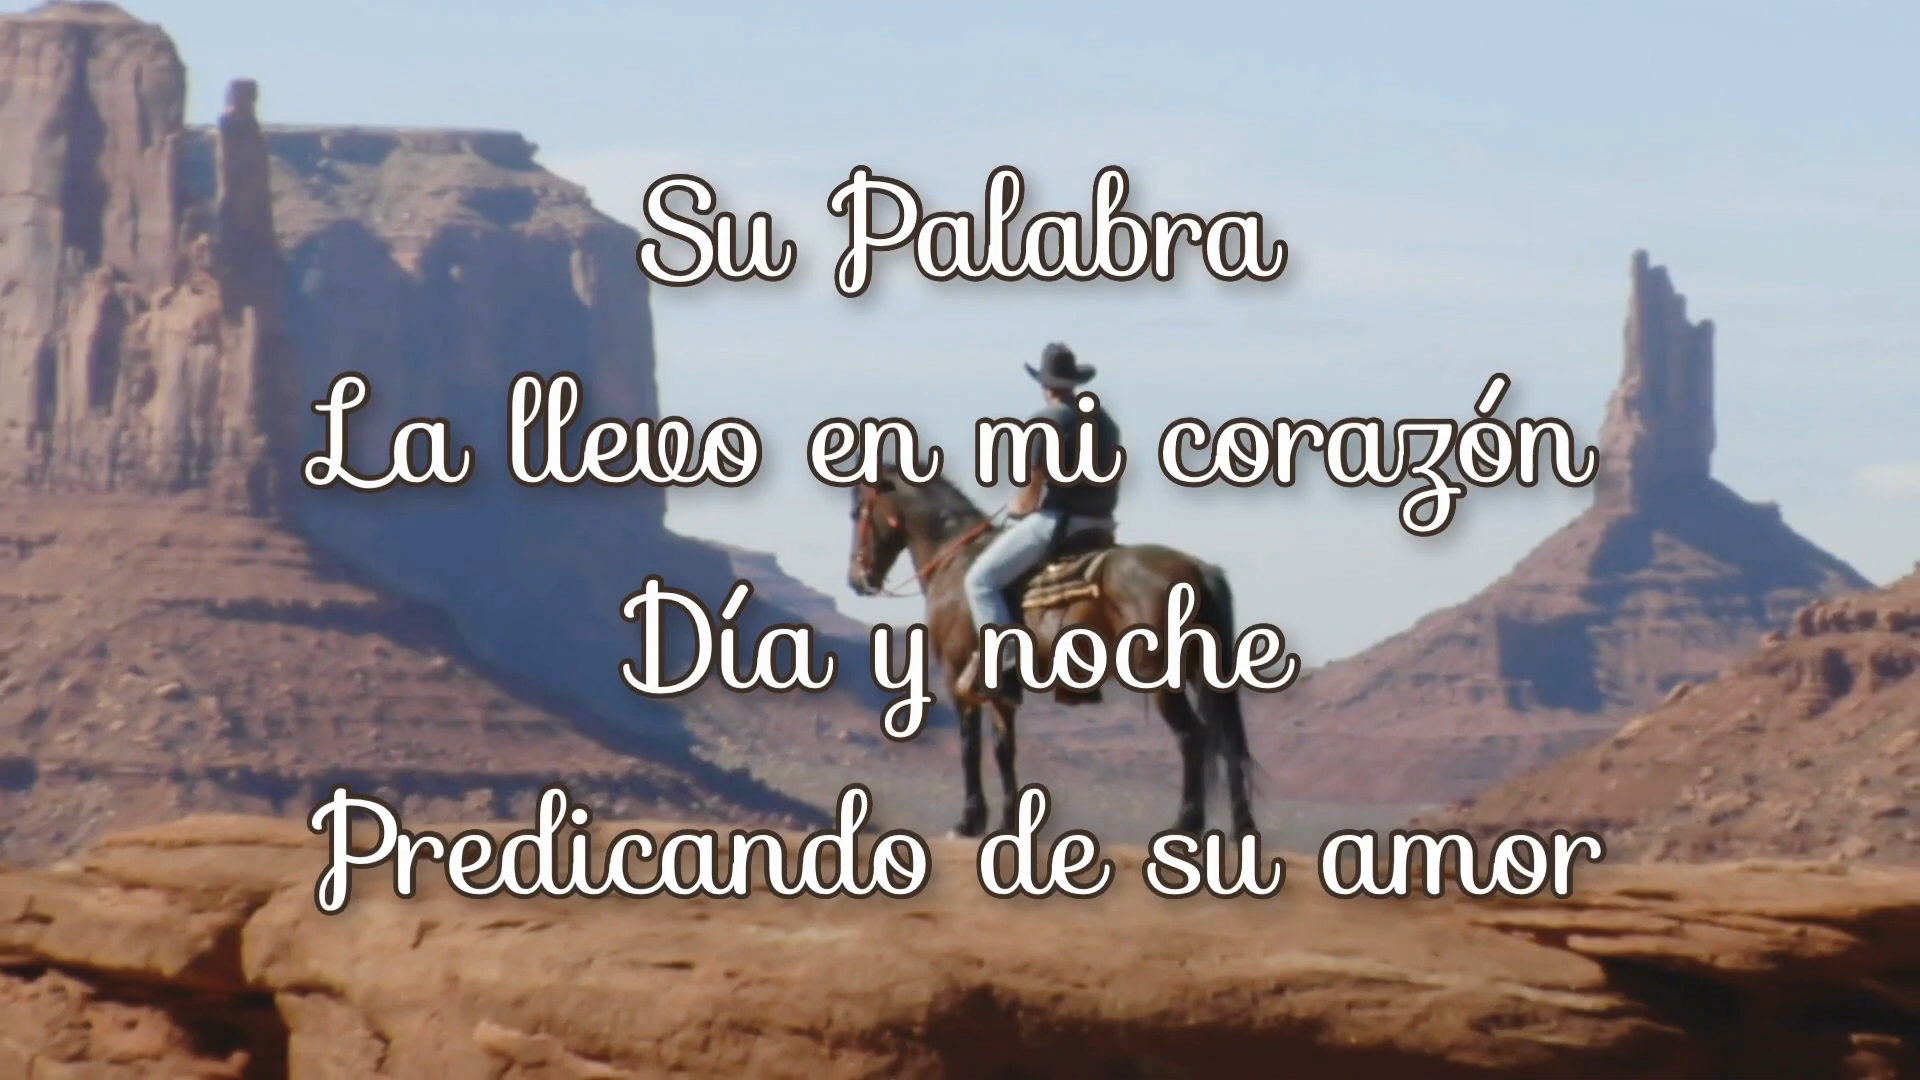 Su Palabra
La llevo en mi corazón
Día y noche
Predicando de su amor